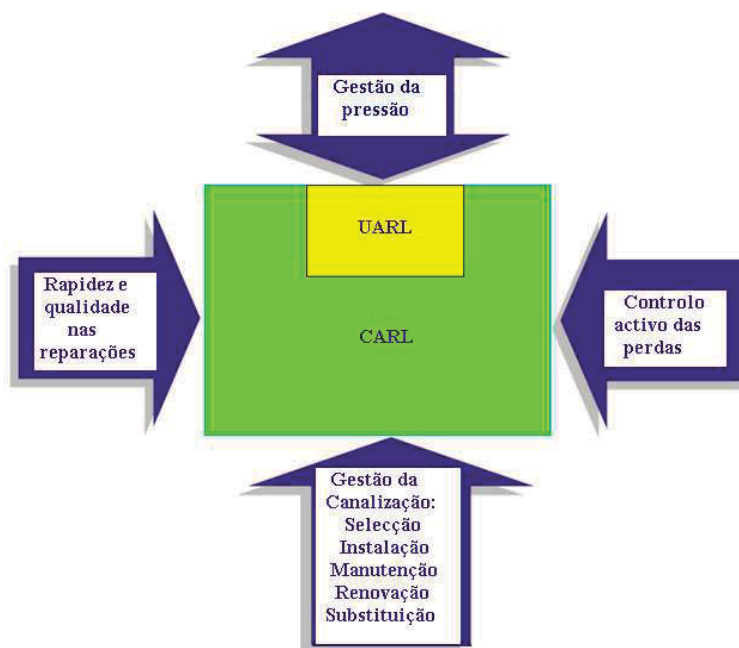 Gestão da
pressão
UARL
Rapidez e
qualidade
nas
reparações
CARL
Controlo
activo das
perdas
Gestão da
Canalização:
Selecção
Instalação
Manutenção
Renovação
Substituição